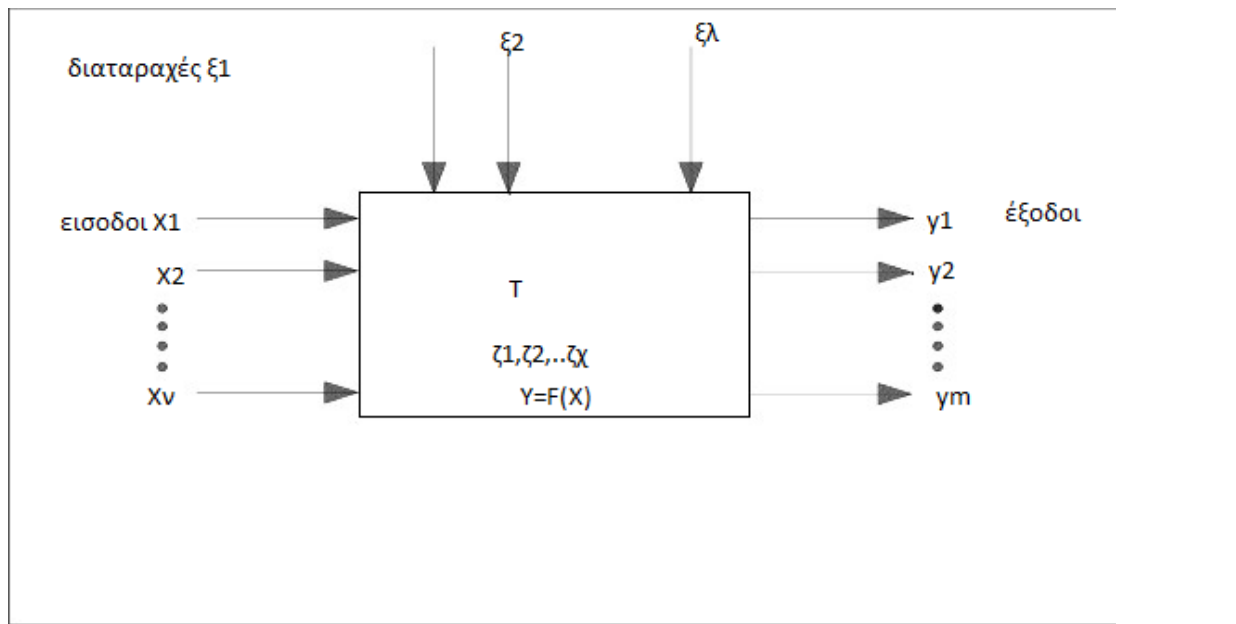 διαταραχές ξ1
ξ2
ξλ
εισοδοι X1
X2
Xν
T
ζ1,ζ2,..ζχ
Y=F(X)
y1
έξοδοι
y2
ym